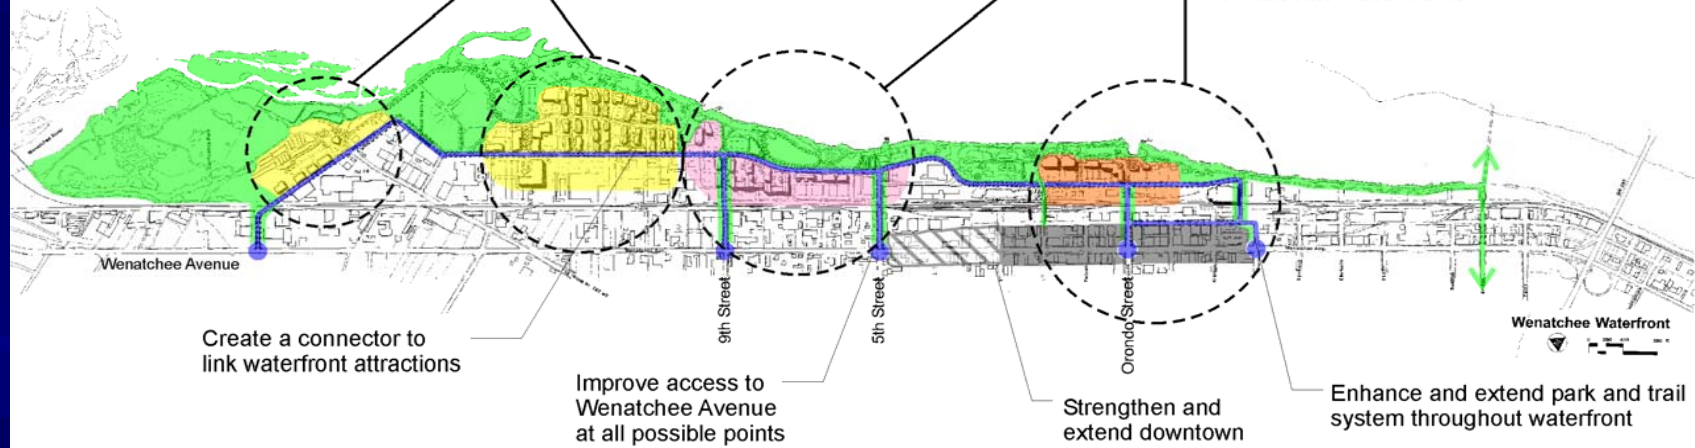 Wenatchee Avenue
9th Street
5th Street
Orondo Street
Wenatchee Waterfront
Create a connector to
link waterfront attractions
Improve access to
Wenatchee Avenue
at all possible points
Strengthen and
extend downtown
Enhance and extend park and trail
system throughout waterfront